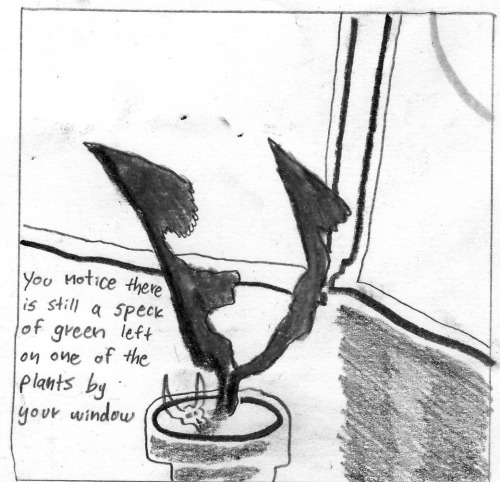 You notice there
is still a speck
of green left
on one of the
plants by
your window